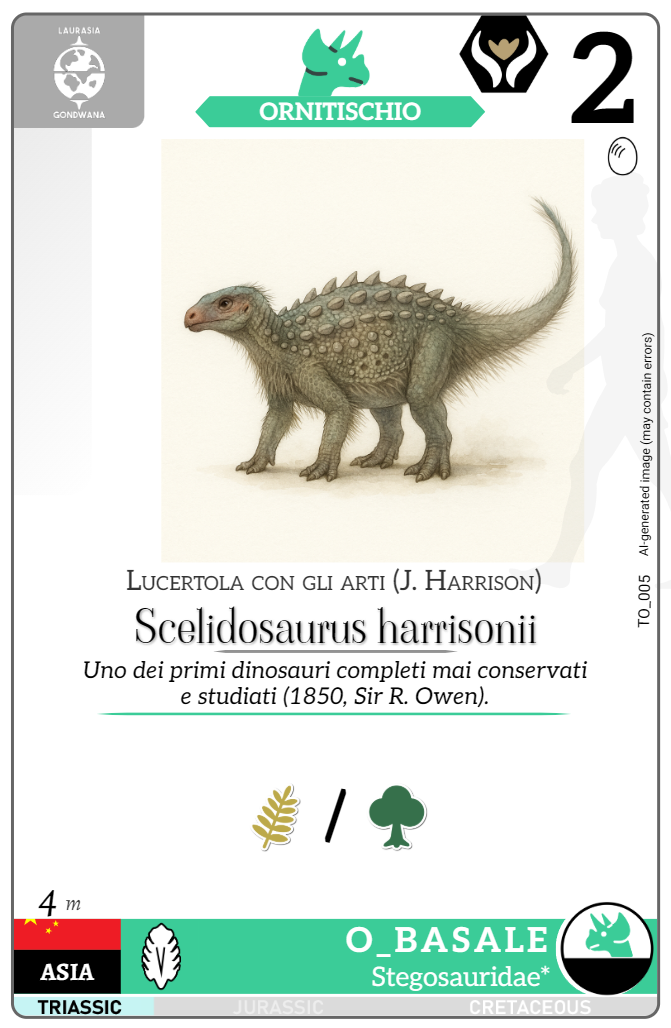 LAURASIA
GONDWANA
ORNITISCHIO
2
AI-generated image (may contain errors)
TO_005
Lucertola con gli arti (J. Harrison)
Scelidosaurus harrisonii
Uno dei primi dinosauri completi mai conservati
e studiati (1850, Sir R. Owen).
/
4 m
ASIA
O_BASALE
Stegosauridae*
TRIASSIC
JURASSIC
CRETACEOUS